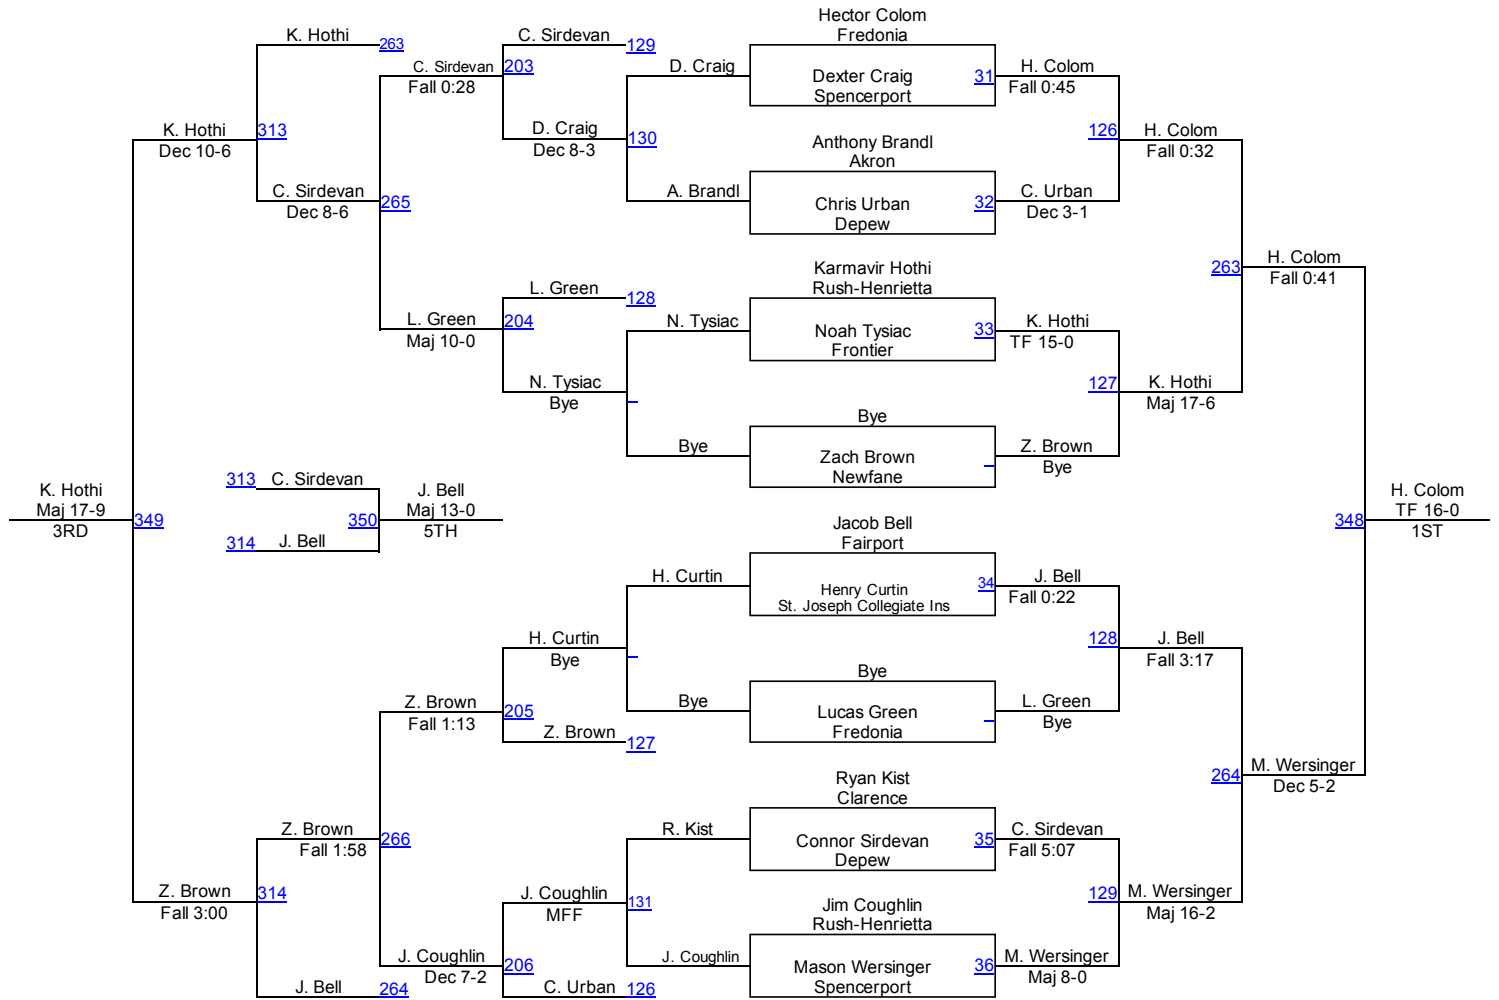 Hector Colom
Fredonia
K. Hothi
263
C. Sirdevan
129
C. Sirdevan
203
Fall 0:28
D. Craig
Dexter Craig
Spencerport
31
H. Colom
Fall 0:45
K. Hothi
313
Dec 10-6
D. Craig
130
Dec 8-3
126
H. Colom
Fall 0:32
Anthony Brandl
Akron
C. Sirdevan
265
Dec 8-6
A. Brandl
Chris Urban
Depew
32
C. Urban
Dec 3-1
Karmavir Hothi
Rush-Henrietta
263
H. Colom
Fall 0:41
L. Green
128
L. Green
204
Maj 10-0
N. Tysiac
Noah Tysiac
Frontier
33
K. Hothi
TF 15-0
N. Tysiac
Bye
127
K. Hothi
Maj 17-6
Bye
Bye
Zach Brown
Newfane
Z. Brown
Bye
313
C. Sirdevan
K. Hothi
Maj 17-9
3RD
349
350
J. Bell
Maj 13-0
5TH
314
J. Bell
348
H. Colom
TF 16-0
1ST
Jacob Bell
Fairport
H. Curtin
Henry Curtin
St. Joseph Collegiate Ins
34
J. Bell
Fall 0:22
H. Curtin
Bye
128
J. Bell
Fall 3:17
Bye
Z. Brown
205
Fall 1:13
Bye
Lucas Green
Fredonia
L. Green
Bye
Z. Brown
127
264
M. Wersinger
Dec 5-2
Ryan Kist
Clarence
Z. Brown
266
Fall 1:58
R. Kist
Connor Sirdevan
Depew
35
C. Sirdevan
Fall 5:07
Z. Brown
314
Fall 3:00
J. Coughlin
131
MFF
129
M. Wersinger
Maj 16-2
Jim Coughlin
Rush-Henrietta
J. Coughlin
206
Dec 7-2
J. Coughlin
Mason Wersinger
Spencerport
36
M. Wersinger
Maj 8-0
J. Bell
264
C. Urban
126